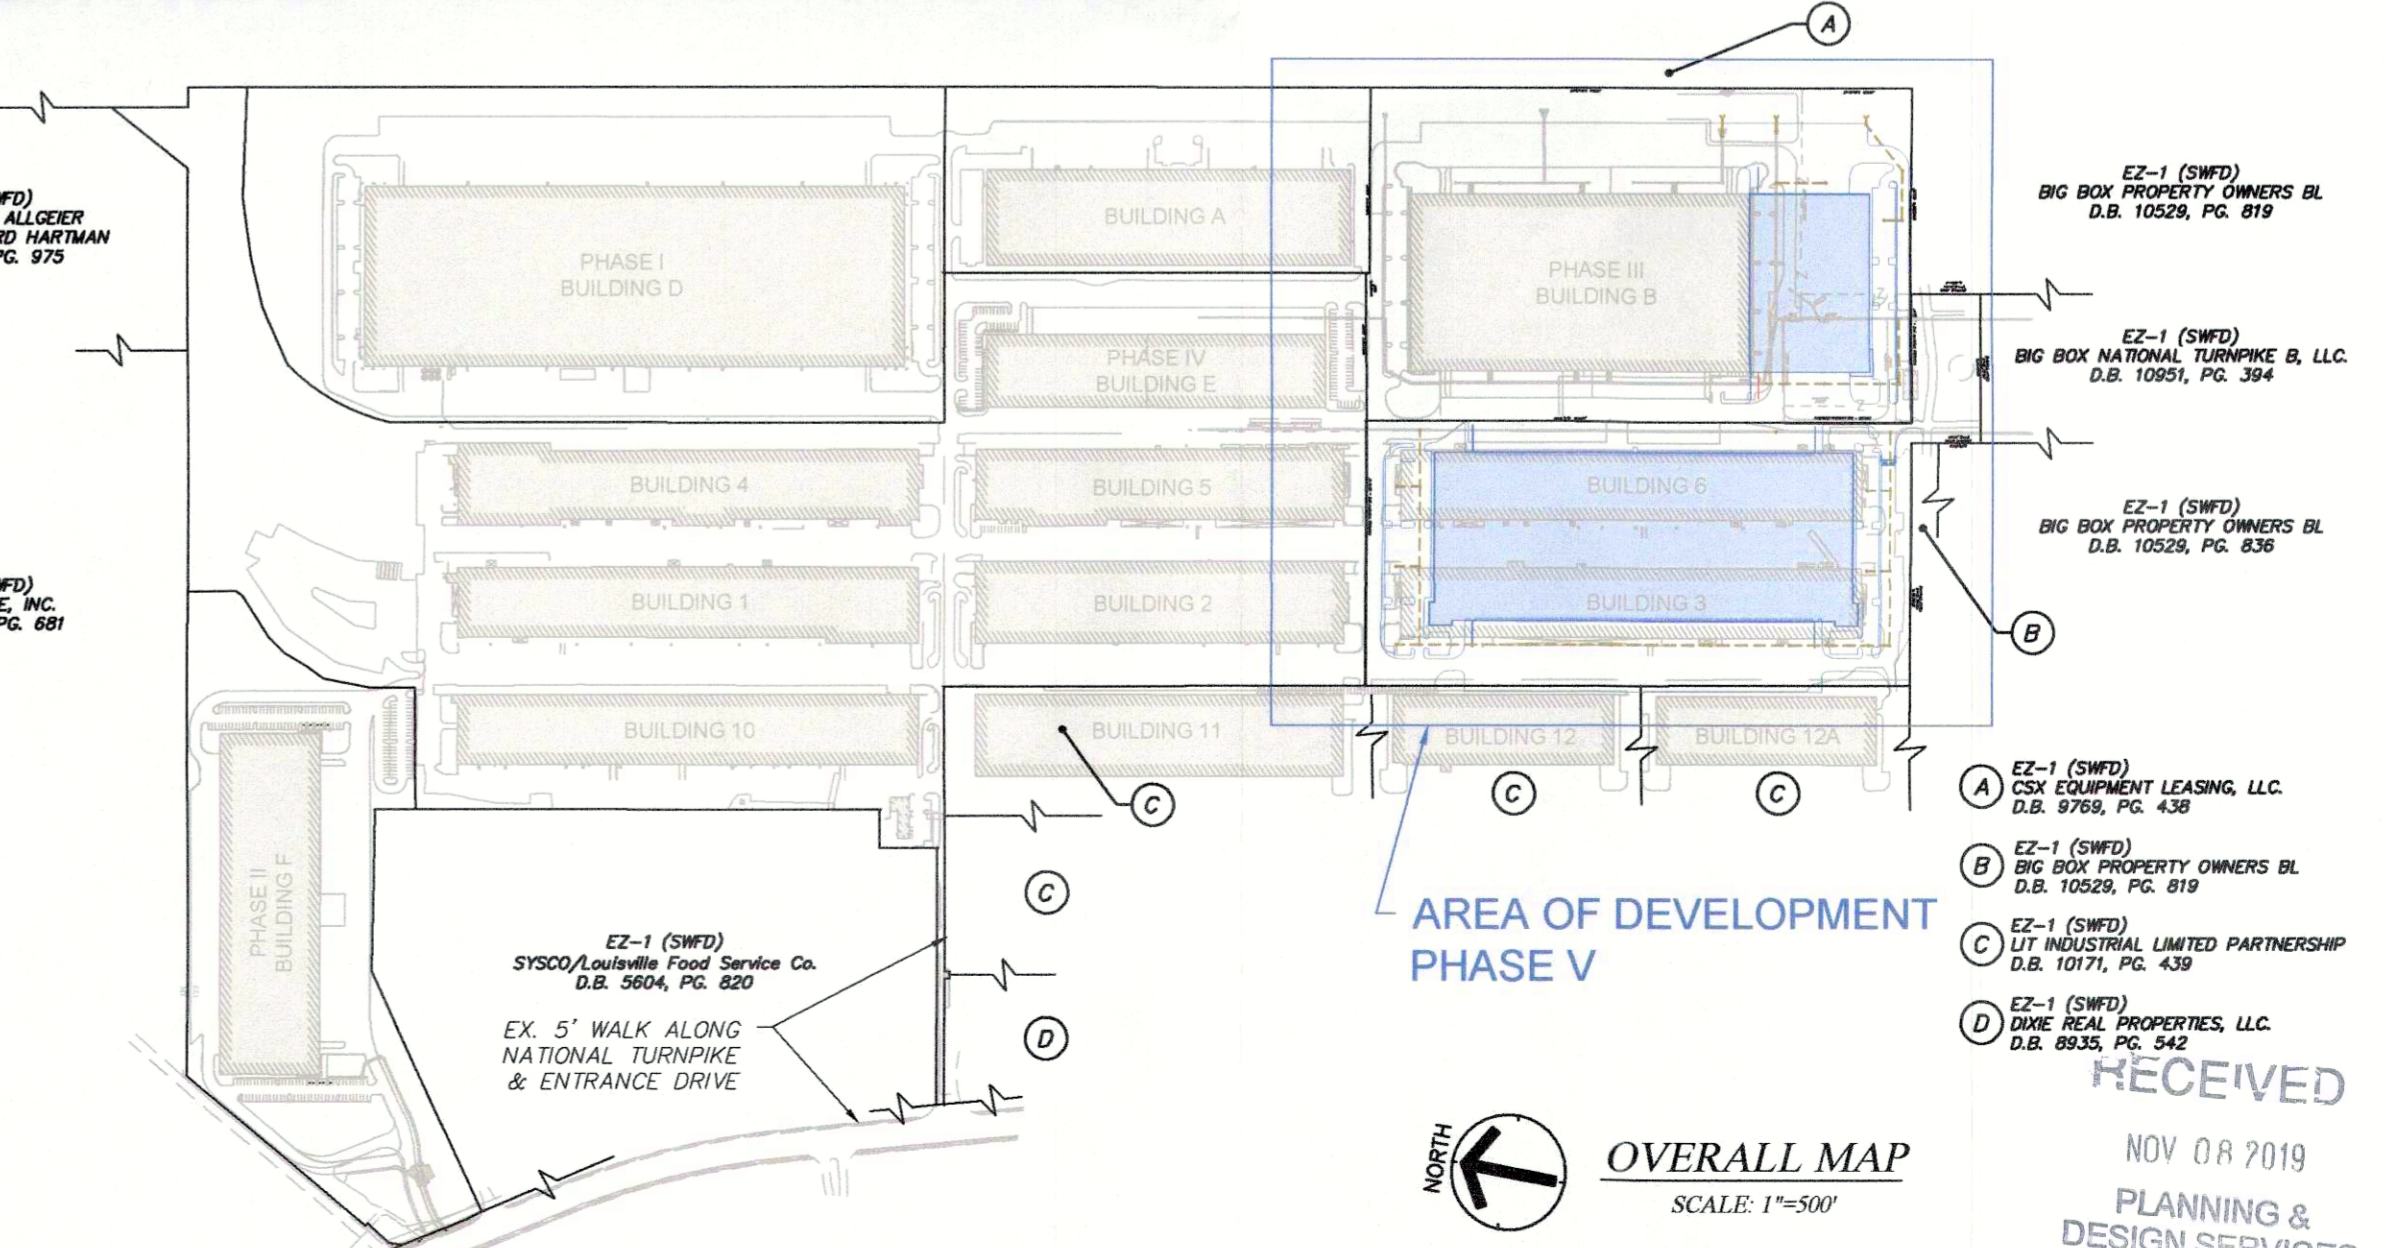 A
FD)
ALLGEIER
RD HARTMAN
PG. 975
PHASE I
BUILDING D
BUILDING A
PHASE IV
BUILDING E
PHASE III
BUILDING B
EZ-1 (SWFD)
BIG BOX PROPERTY OWNERS BL
D.B. 10529, PG. 819
EZ-1 (SWFD)
BIG BOX NATIONAL TURNPIKE B, LLC.
D.B. 10951, PG. 394
BUILDING 4
BUILDING 5
BUILDING 6
EZ-1 (SWFD)
BIG BOX PROPERTY OWNERS BL
D.B. 10529, PG. 836
FD)
E, INC.
PG. 681
BUILDING 1
BUILDING 2
BUILDING 3
B
BUILDING 10
BUILDING 11
BUILDING 12
BUILDING 12A
C
C
C
PHASE II
BUILDING F
C
D
EZ-1 (SWFD)
SYSCO/Louisville Food Service Co.
D.B. 5604, PG. 820
EX. 5' WALK ALONG
NATIONAL TURNPIKE
& ENTRANCE DRIVE
AREA OF DEVELOPMENT
PHASE V
A
EZ-1 (SWFD)
CSX EQUIPMENT LEASING, LLC.
D.B. 9769, PG. 438
B
EZ-1 (SWFD)
BIG BOX PROPERTY OWNERS BL
D.B. 10529, PG. 819
C
EZ-1 (SWFD)
LIT INDUSTRIAL LIMITED PARTNERSHIP
D.B. 10171, PG. 439
D
EZ-1 (SWFD)
DIXIE REAL PROPERTIES, LLC.
D.B. 8935, PG. 542
NORTH
OVERALL MAP
SCALE: 1"=500'
RECEIVED
NOV 08 2019
PLANNING &
DESIGN SERVICES